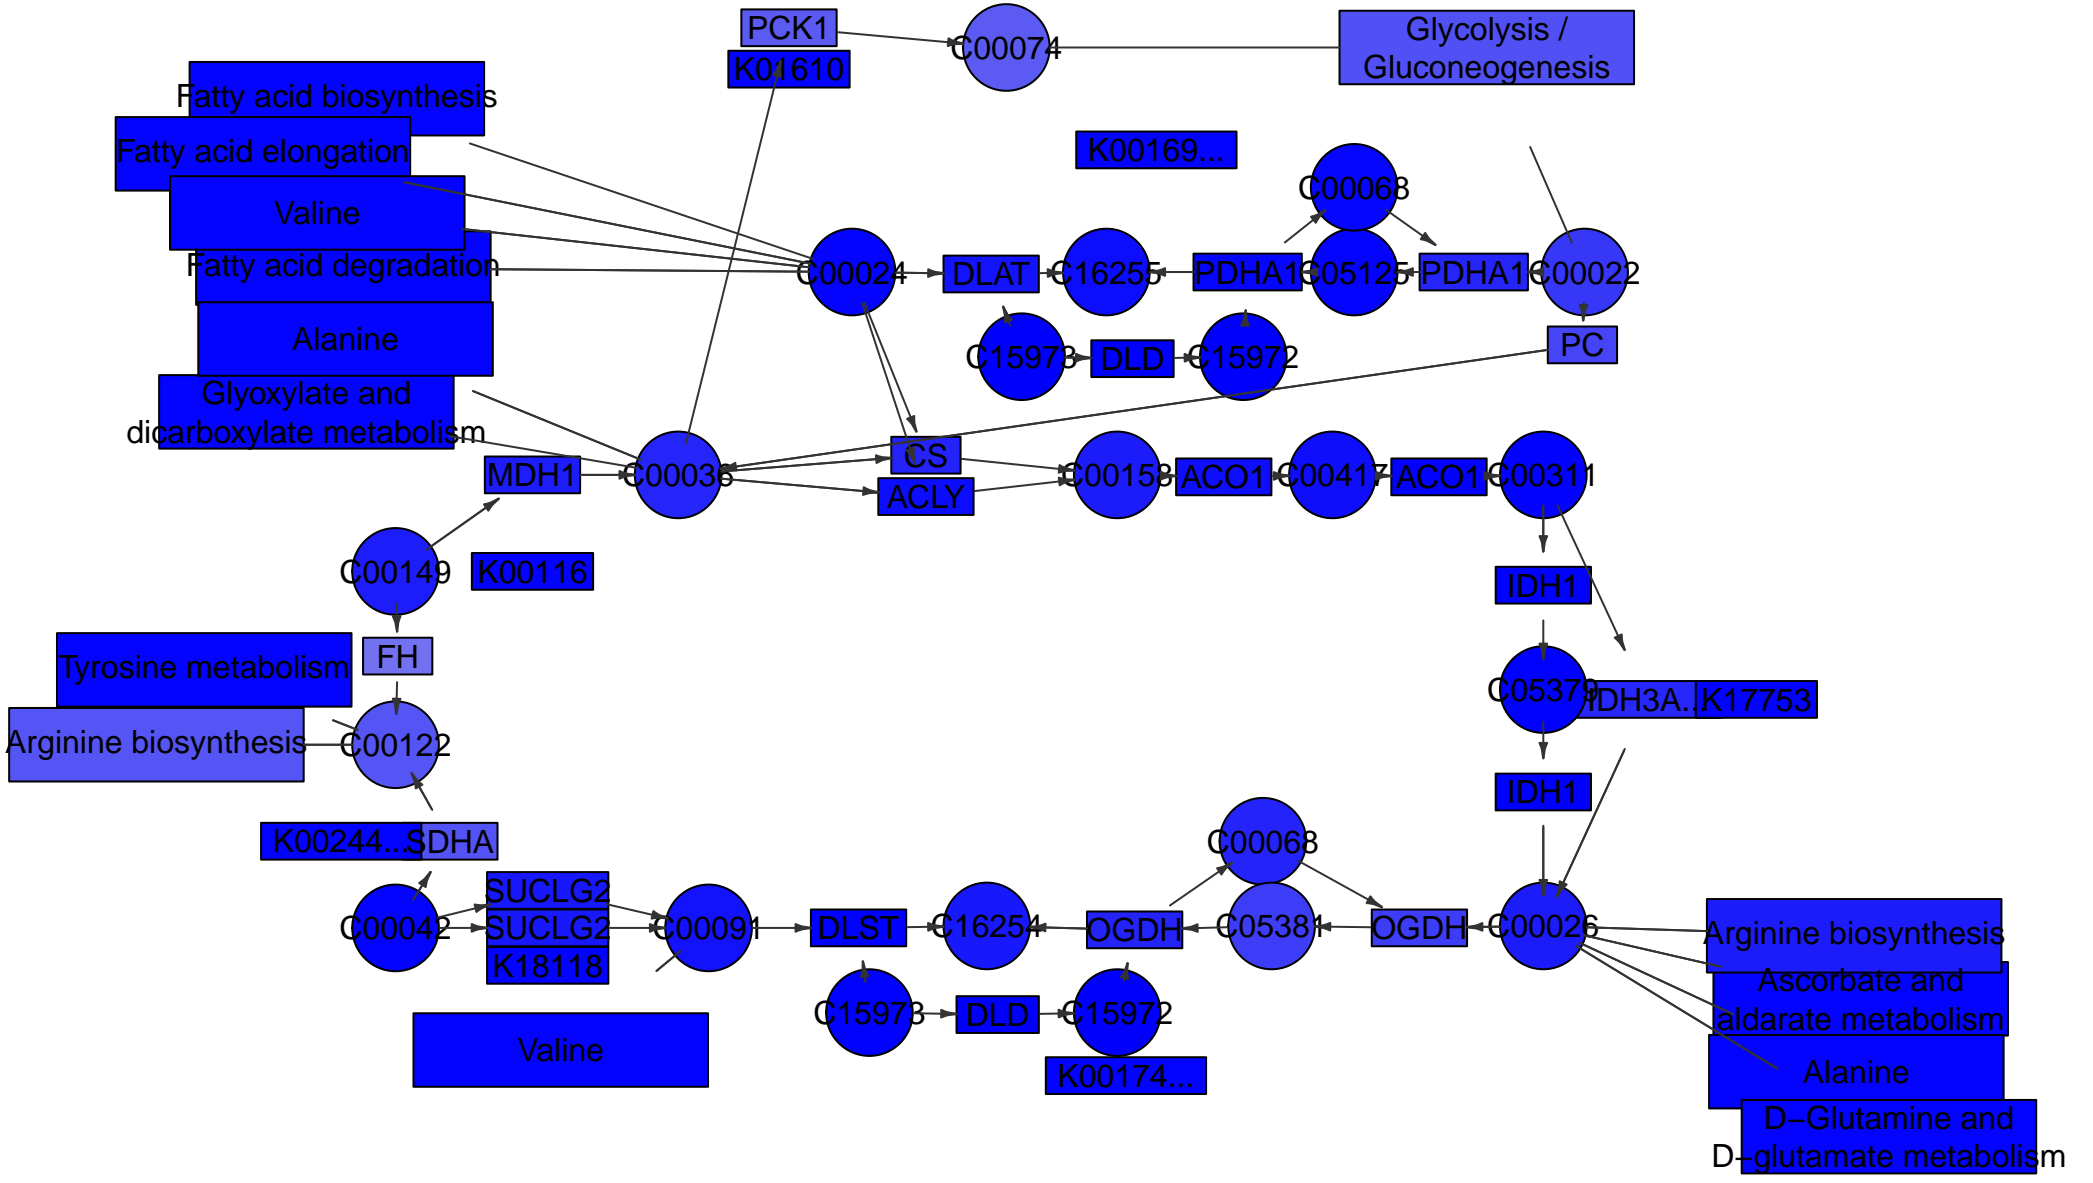 PCK1
C00074
Glycolysis /
Gluconeogenesis
K01610
Fatty acid biosynthesis
Fatty acid elongation
K00169...
C00068
Valine
Fatty acid degradation
C00024
DLAT
C16255
PDHA1
C05125
PDHA1
C00022
Alanine
C15973
DLD
C15972
PC
Glyoxylate and
dicarboxylate metabolism
MDH1
C00036
CS
ACLY
C00158
ACO1
C00417
ACO1
C00311
C00149
K00116
IDH1
FH
Tyrosine metabolism
C05379
IDH3A...
K17753
Arginine biosynthesis
C00122
IDH1
K00244...
SDHA
C00068
SUCLG2
C00042
SUCLG2
C00091
DLST
C16254
OGDH
C05381
OGDH
C00026
Arginine biosynthesis
K18118
Ascorbate and
aldarate metabolism
C15973
DLD
C15972
Valine
K00174...
Alanine
D−Glutamine and
D−glutamate metabolism